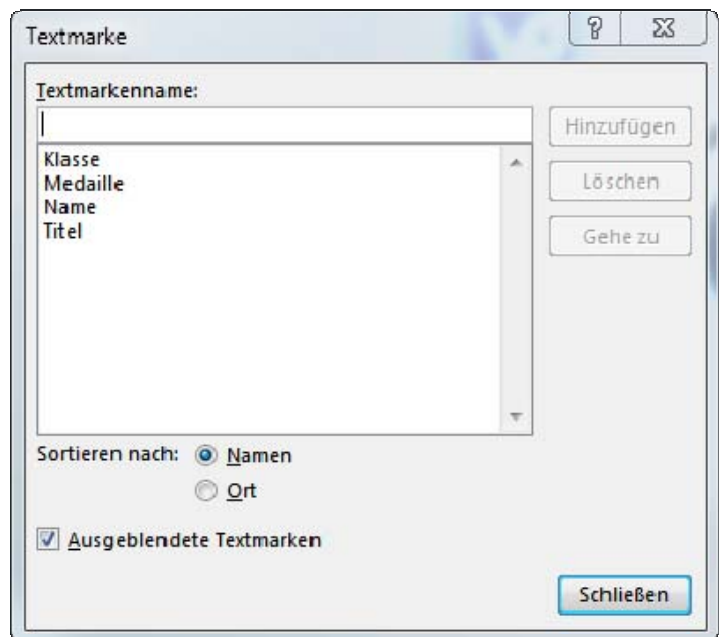 Textmarke
Textmarkenname:
Hinzufügen
Klasse
Medaille
Name
Titel
Löschen
Gehe zu
Sortieren nach:
Namen
Ort
Ausgeblendete Textmarken
Schließen